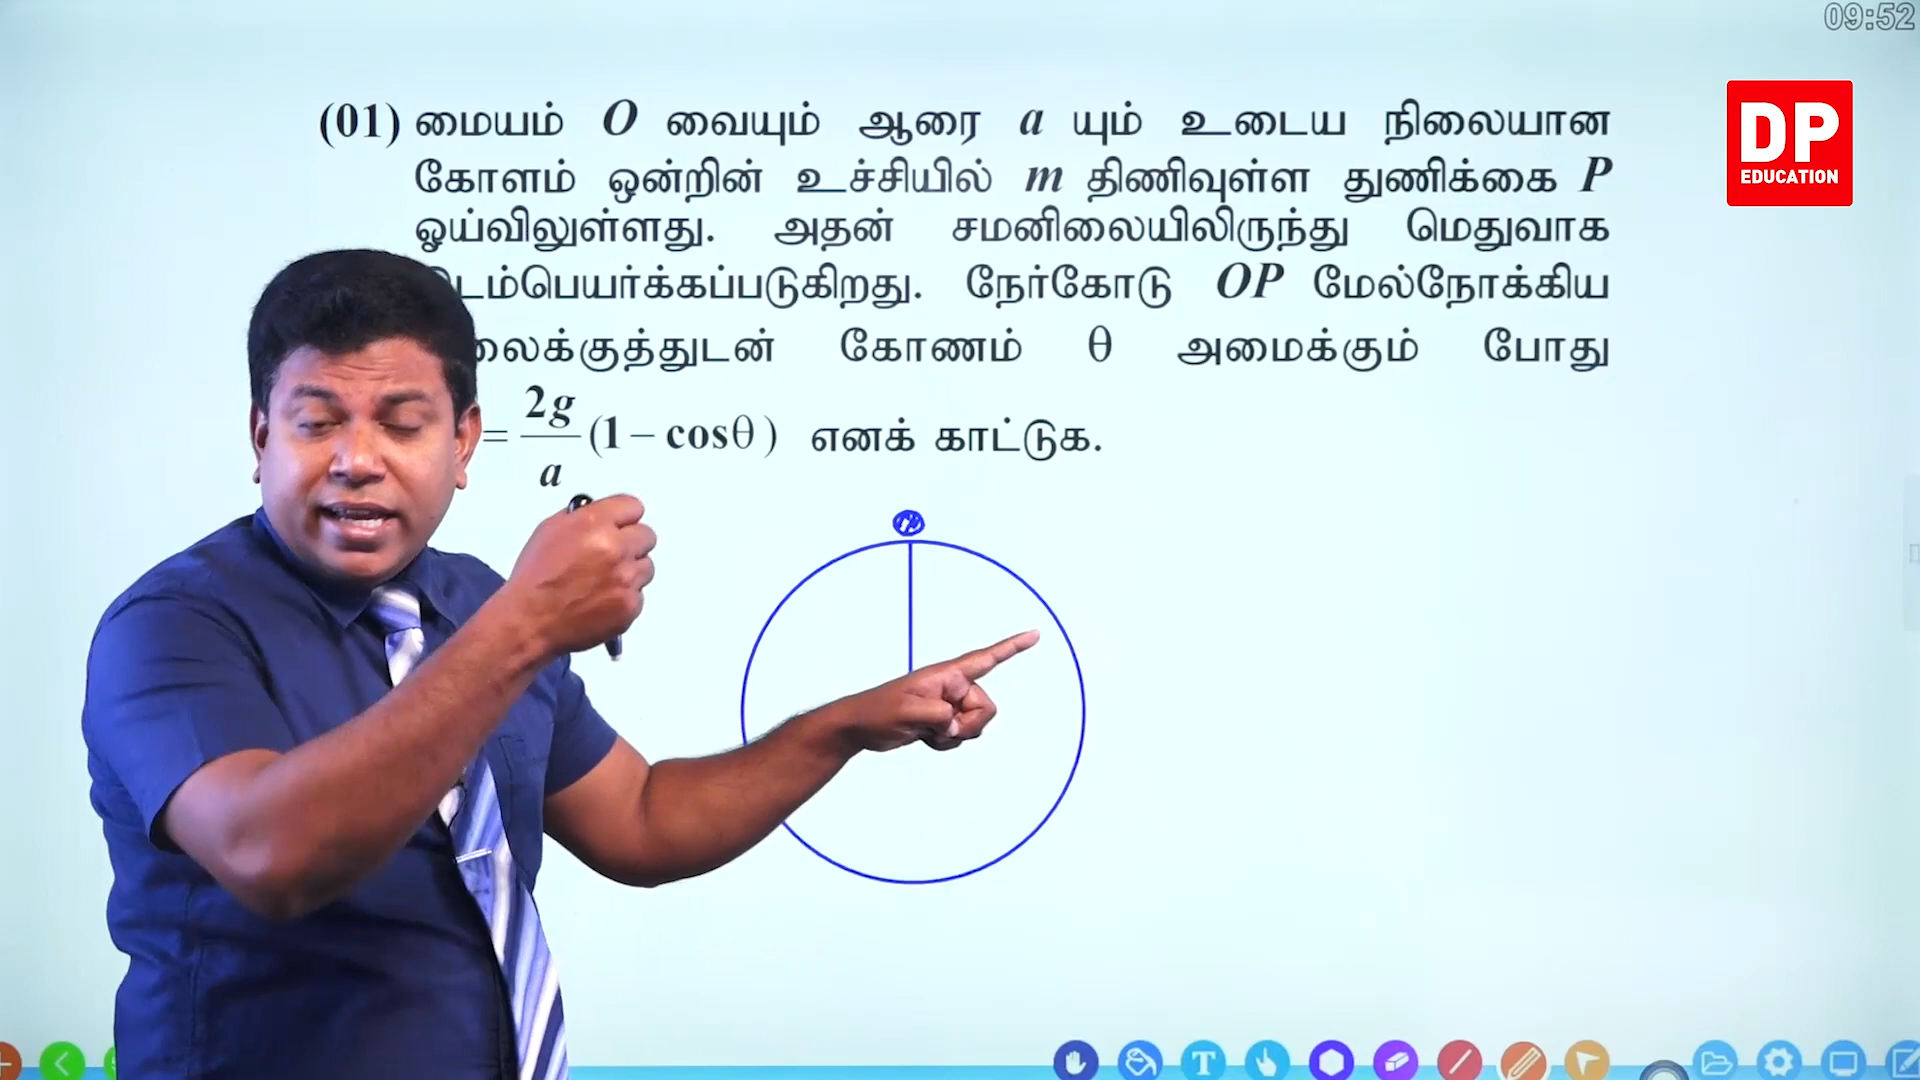 09:52
DP
EDUCATION
(01) மையம் O வையும் ஆரை a யும் உடைய நிலையான
கோளம் ஒன்றின் உச்சியில் m திணிவுள்ள துணிக்கை P
ஓய்விலுள்ளது. அதன் சமனிலையிலிருந்து மெதுவாக
டம்பெயர்க்கப்படுகிறது. நேர்கோடு OP மேல்நோக்கிய
லைக்குத்துடன் கோணம் θ அமைக்கும் போது
= 2g/a (1 – cosθ) எனக் காட்டுக.
T